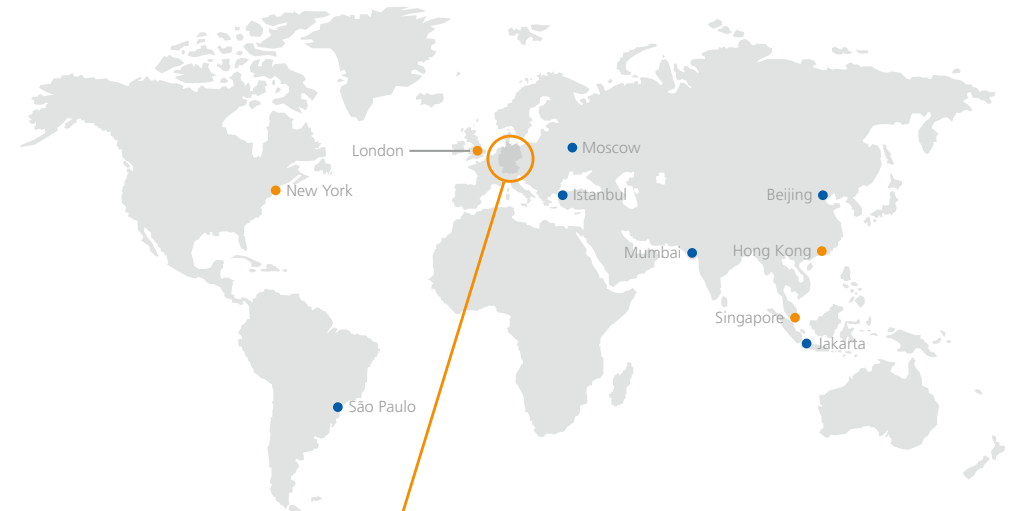 London
Moscow
New York
Istanbul
Beijing
Mumbai
Hong Kong
Singapore
Jakarta
São Paulo